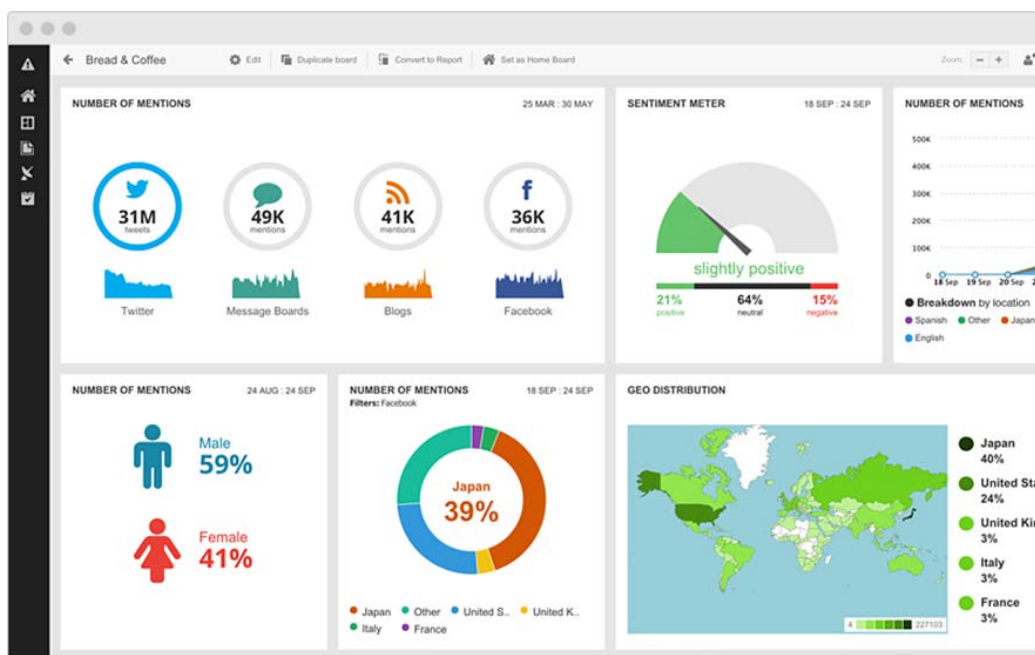 Bread & Coffee
Edit
Duplicate board
Convert to Report
Set as Home Board
Zoom:
NUMBER OF MENTIONS
25 MAR : 30 MAY
31M
tweets
Twitter
49K
mentions
Message Boards
41K
mentions
Blogs
f
36K
mentions
Facebook
SENTIMENT METER
18 SEP : 24 SEP
slightly positive
21%
positive
64%
neutral
15%
negative
NUMBER OF MENTIONS
500K
400K
300K
200K
100K
0
18 Sep 19 Sep 20 Sep 2
Breakdown by location
Spanish Other Japan
English
NUMBER OF MENTIONS
24 AUG : 24 SEP
Male
59%
Female
41%
NUMBER OF MENTIONS
18 SEP : 24 SEP
Filters: Facebook
Japan
39%
Japan Other United S.. United K..
Italy France
GEO DISTRIBUTION
Japan
40%
United Sta
24%
United Kin
3%
Italy
3%
France
3%
4 227103